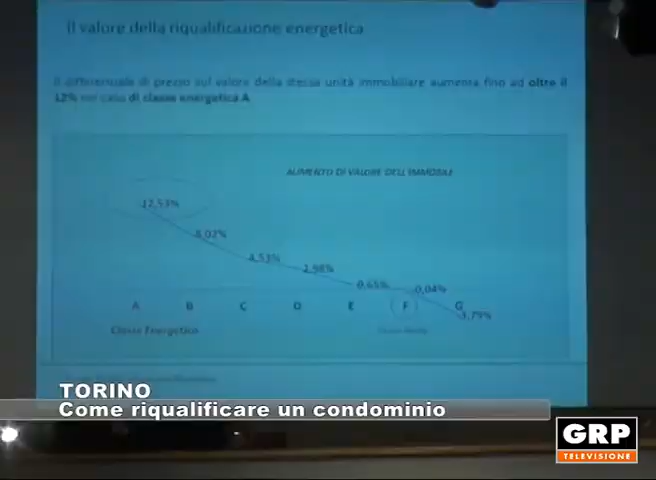 Il valore della riqualificazione energetica
Il differenziale di prezzo sul valore della stessa unità immobiliare aumenta fino ad oltre il
12% nel caso di classe energetica A
AUMENTO DI VALORE DELL'IMMOBILE
12,53%
4,53%
1,98%
0,65%
0,04%
3,79%
A B C D E F G
Classe Energetica
TORINO
Come riqualificare un condominio
GRP
TELEVISIONE